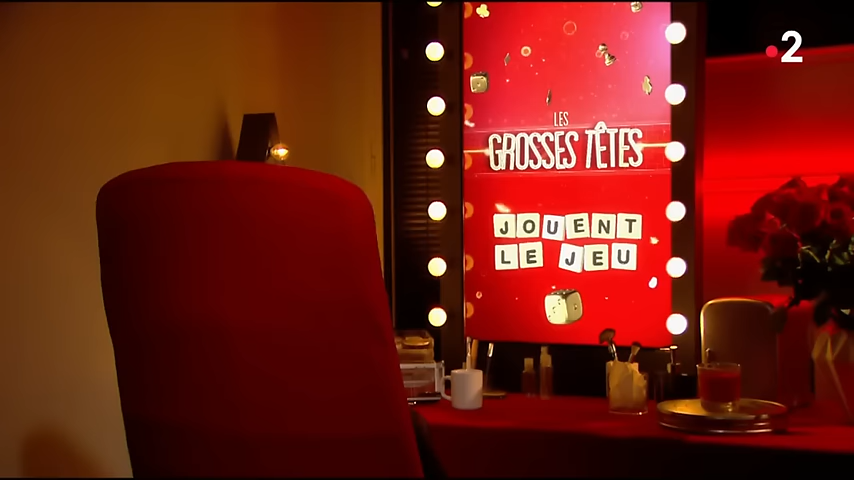 2
LES
GROSSES TÊTES
JOUENT
LE JEU